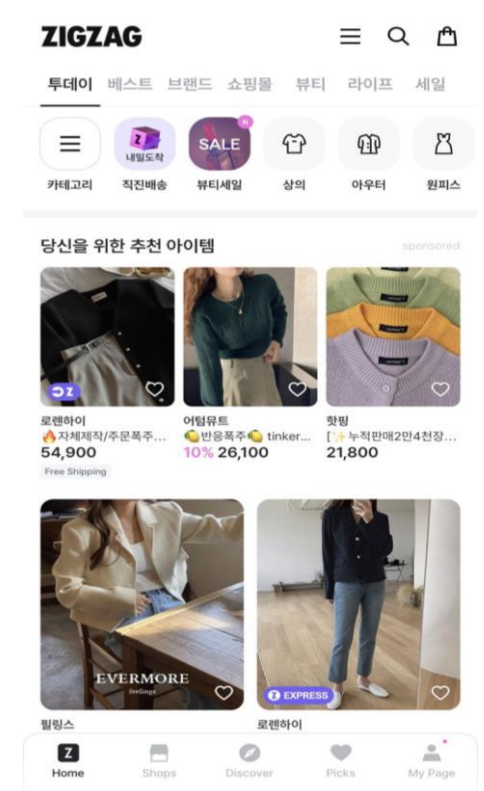 ZIGZAG
투데이 베스트 브랜드 쇼핑몰 뷰티 라이프 세일
Z 내일도착 SALE N
카테고리 직진배송 뷰티세일 상의 아우터 원피스
당신을 위한 추천 아이템 sponsored
Z
로렌하이 어텀뮤트 핫핑
🔥자체제작/주문폭주... 🍋반응폭주🍋 tinker... [✨누적판매2만4천장...
54,900 10% 26,100 21,800
Free Shipping
EVERMORE
feelings
Z EXPRESS
필링스 로렌하이
Z
Home Shops Discover Picks My Page